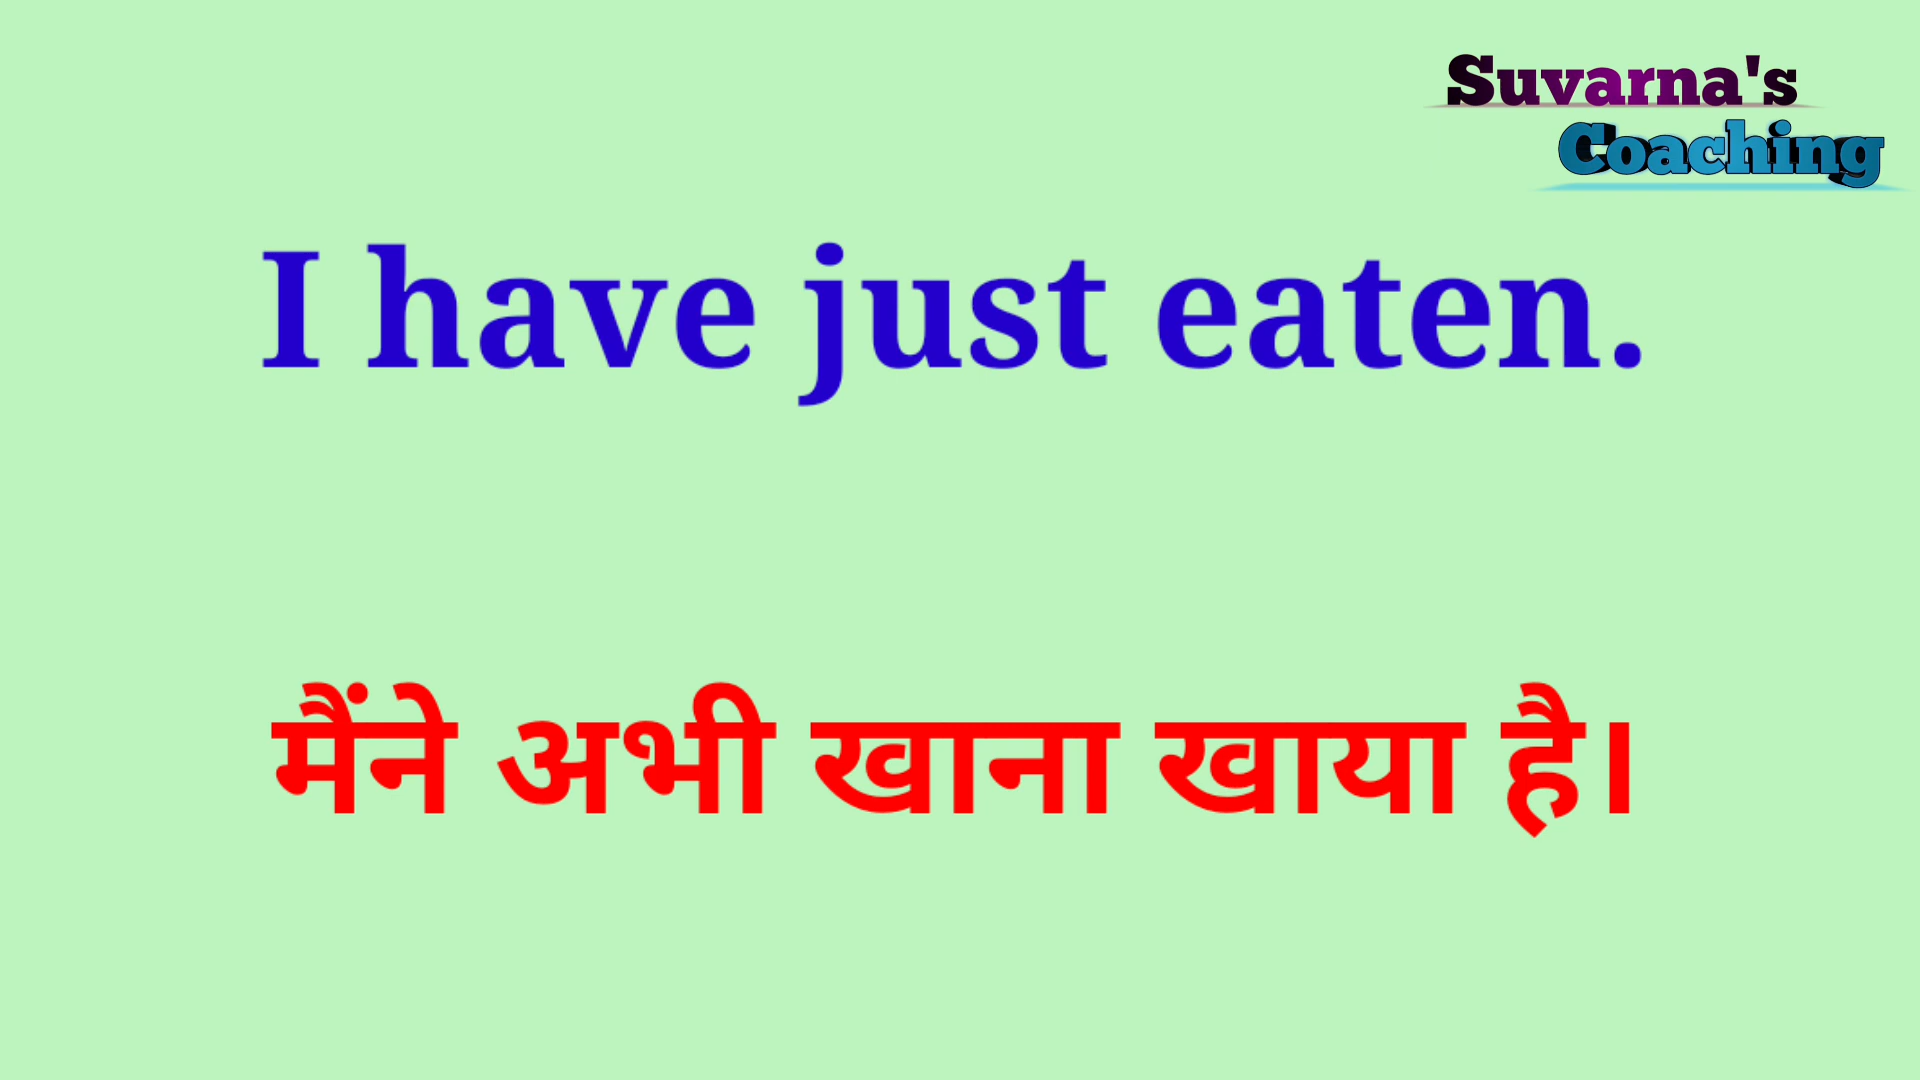 Suvarna's
Coaching
I have just eaten.
मैंने अभी खाना खाया है।